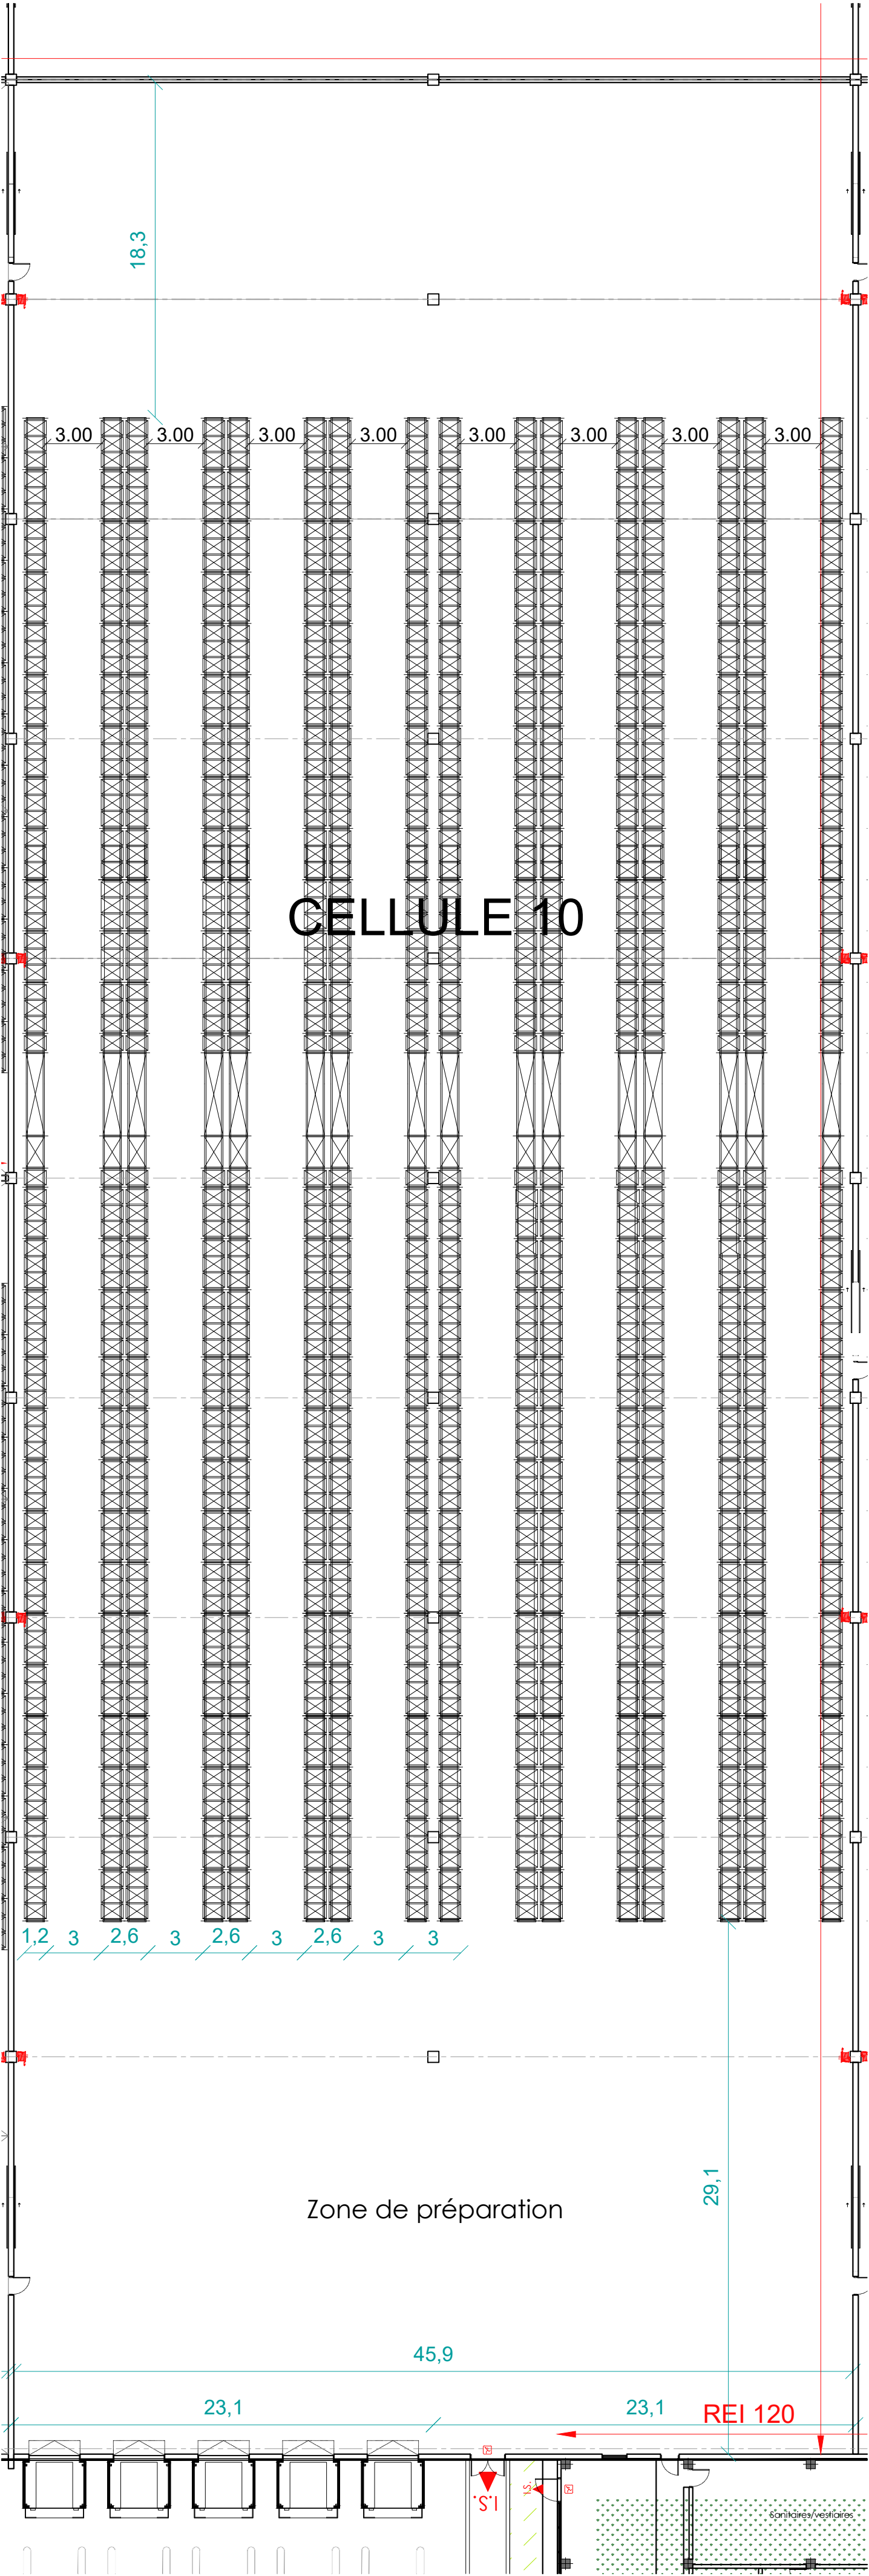 18,3
3.00 3.00 3.00 3.00 3.00 3.00 3.00 3.00
CELLULE 10
1,2 3 2,6 3 2,6 3 2,6 3 3
29,1
Zone de préparation
45,9
23,1 23,1
REI 120
I.S.
I.S.
Sanitaires/vestiaires